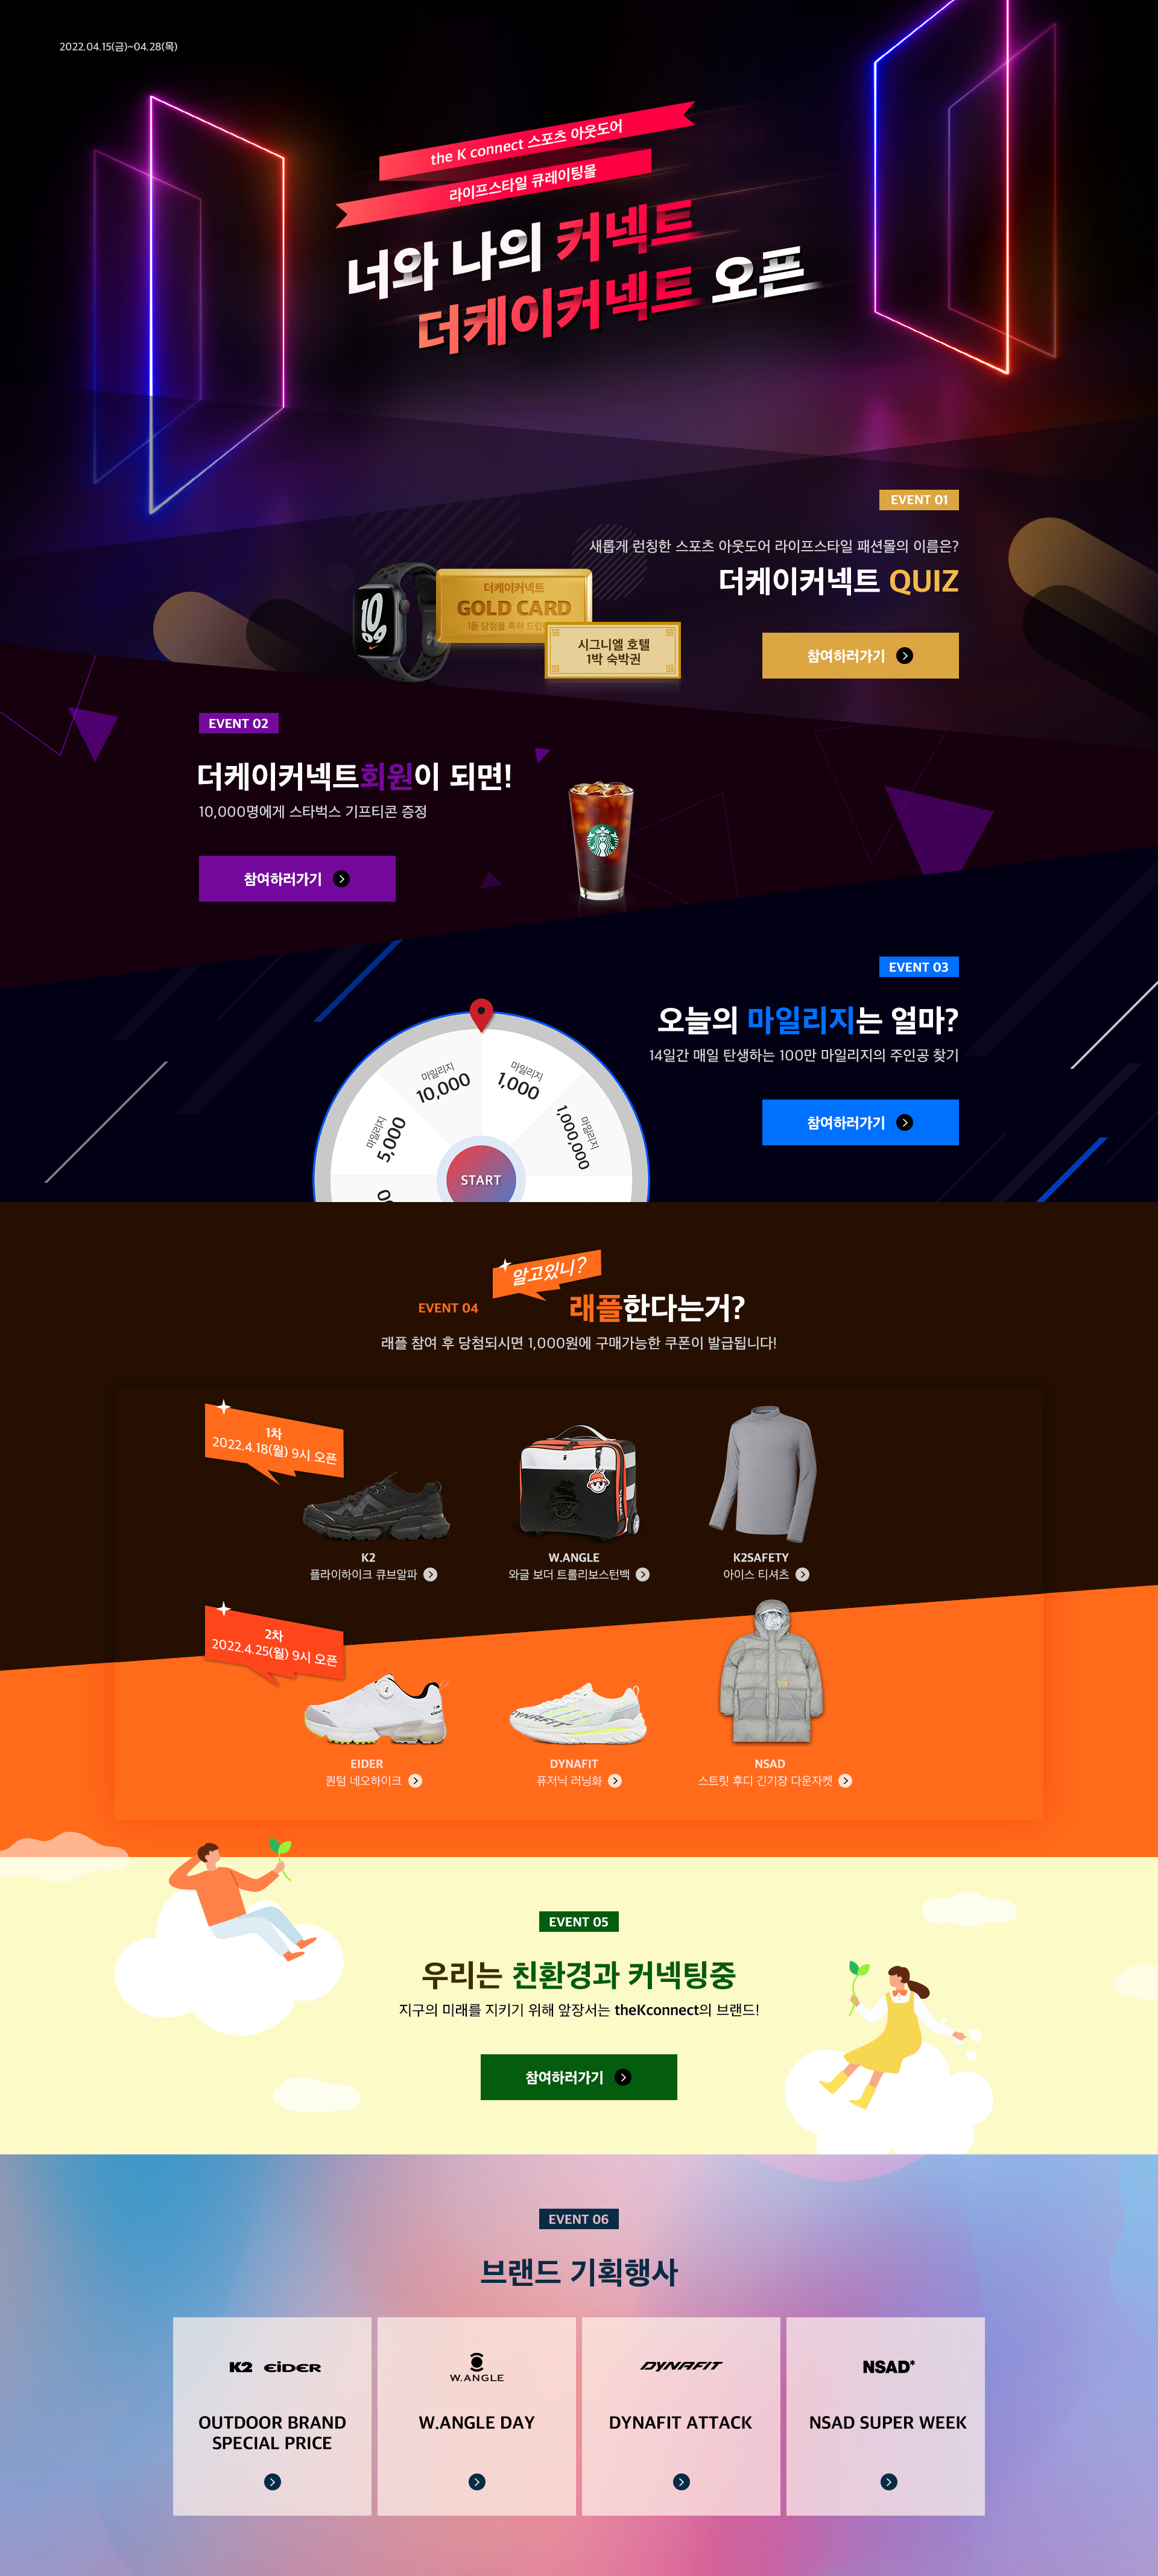 2022.04.15(금)~04.28(목)
the K connect 스포츠 아웃도어
라이프스타일 큐레이팅몰
너와 나의 커넥트
더케이커넥트 오픈
EVENT 01
새롭게 런칭한 스포츠 아웃도어 라이프스타일 패션몰의 이름은?
더케이커넥트 QUIZ
참여하러가기
10
09
더케이커넥트
GOLD CARD
1등 당첨을 축하 드립
시그니엘 호텔
1박 숙박권
EVENT 02
더케이커넥트회원이 되면!
10,000명에게 스타벅스 기프티콘 증정
참여하러가기
EVENT 03
오늘의 마일리지는 얼마?
14일간 매일 탄생하는 100만 마일리지의 주인공 찾기
참여하러가기
마일리지
5,000
마일리지
10,000
마일리지
1,000
마일리지
1,000,000
START
알고있니?
EVENT 04
래플한다는거?
래플 참여 후 당첨되시면 1,000원에 구매가능한 쿠폰이 발급됩니다!
1차
2022.4.18(월) 9시 오픈
K2
플라이하이크 큐브알파
W.ANGLE
와글 보더 트롤리보스턴백
K2SAFETY
아이스 티셔츠
2차
2022.4.25(월) 9시 오픈
DYNAFIT
EIDER
퀀텀 네오하이크
DYNAFIT
퓨저닉 러닝화
NSAD
스트릿 후디 긴기장 다운자켓
EVENT 05
우리는 친환경과 커넥팅중
지구의 미래를 지키기 위해 앞장서는 theKconnect의 브랜드!
참여하러가기
EVENT 06
브랜드 기획행사
K2 EIDER
OUTDOOR BRAND
SPECIAL PRICE
W.ANGLE
W.ANGLE DAY
DYNAFIT
DYNAFIT ATTACK
NSAD*
NSAD SUPER WEEK